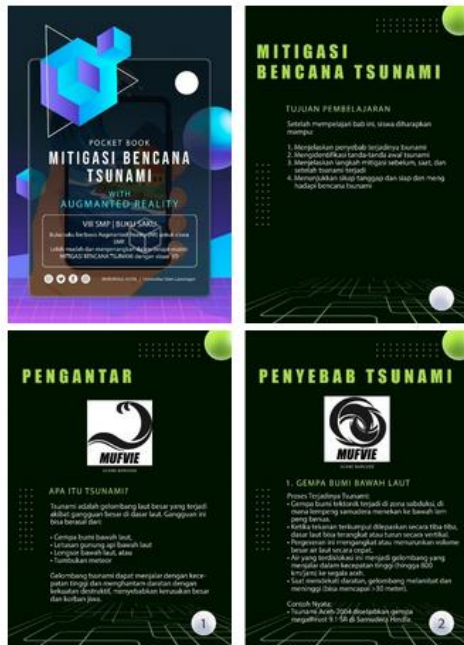 POCKET BOOK
MITIGASI BENCANA
TSUNAMI
WITH
AUGMANTED REALITY
VIII SMP | BUKU SAKU
SMP.
MITIGASI BENCANA TSUNAMI dengan visual 3D
MITIGASI
BENCANA TSUNAMI
TUJUAN PEMBELAJARAN
Setelah mempelajari bab ini, siswa diharapkan
mampu:
1. Menjelaskan penyebab terjadinya tsunami
2. Mengidentifikasi tanda-tanda awal tsunami
3. Menjelaskan langkah mitigasi sebelum, saat, dan
setelah tsunami terjadi
4. Menunjukkan sikap tanggap dan siap dan meng
hadapi bencana tsunami
PENGANTAR
MUFVIE
SCANE BARCODE
APA ITU TSUNAMI?
Tsunami adalah gelombang laut besar yang terjadi
akibat gangguan besar di dasar laut. Gangguan ini
bisa berasal dari:
• Gempa bumi bawah laut,
• Letusan gunung api bawah laut
• Longsor bawah laut, atau
• Tumbukan meteor
Gelombang tsunami dapat menjalar dengan kece-
patan tinggi dan menghantam daratan dengan
kekuatan destruktif, menyebabkan kerusakan besar
dan korban jiwa.
1
PENYEBAB TSUNAMI
MUFVIE
SCANE BARCODE
1. GEMPA BUMI BAWAH LAUT
Proses Terjadinya Tsunami:
• Gempa bumi tektonik terjadi di zona subduksi, di
mana lempeng samudera menekan ke bawah lem
peng benua.
• Ketika tekanan terkumpul dilepaskan secara tiba-tiba,
dasar laut bisa terangkat atau turun secara vertikal.
• Pergeseran ini mengangkat atau menurunkan volume
besar air laut secara cepat.
• Air yang terdislokasi ini menjadi gelombang yang
menjalar dalam kecepatan tinggi (hingga 800
km/jam) ke segala arah.
• Saat mendekati daratan, gelombang melambat dan
meninggi (bisa mencapai >30 meter).
Contoh Nyata:
• Tsunami Aceh 2004 disebabkan gempa
megathrust 9.1 SR di Samudera Hindia.
2